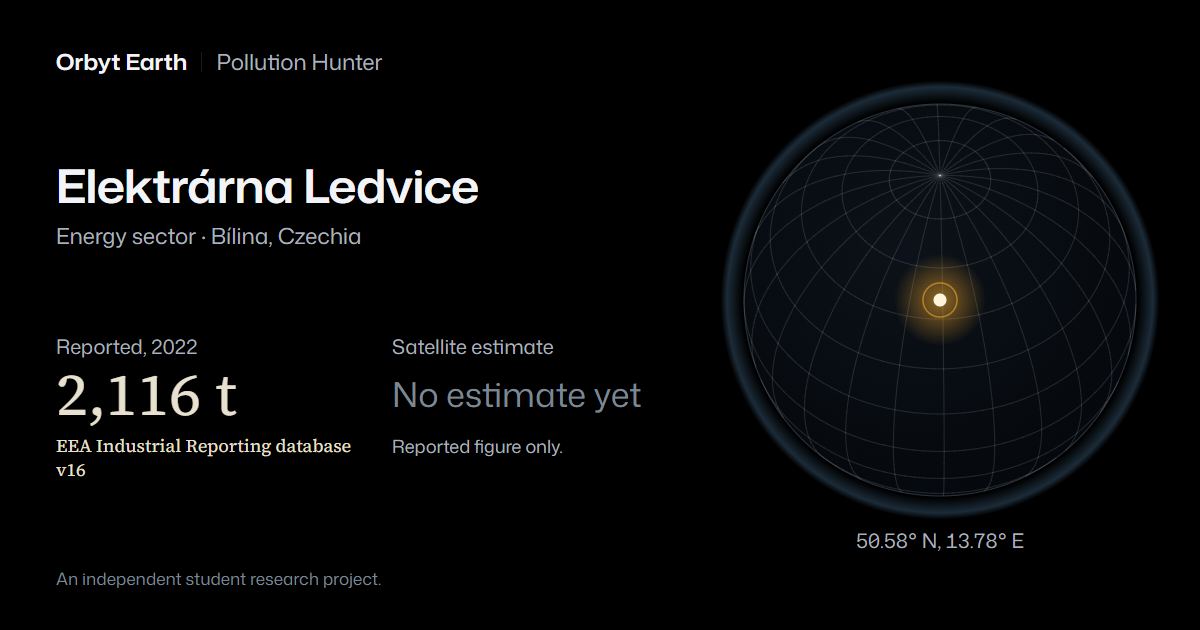 Orbyt Earth | Pollution Hunter
Elektrárna Ledvice
Energy sector · Bílina, Czechia
Reported, 2022
2,116 t
EEA Industrial Reporting database
v16
Satellite estimate
No estimate yet
Reported figure only.
50.58° N, 13.78° E
An independent student research project.